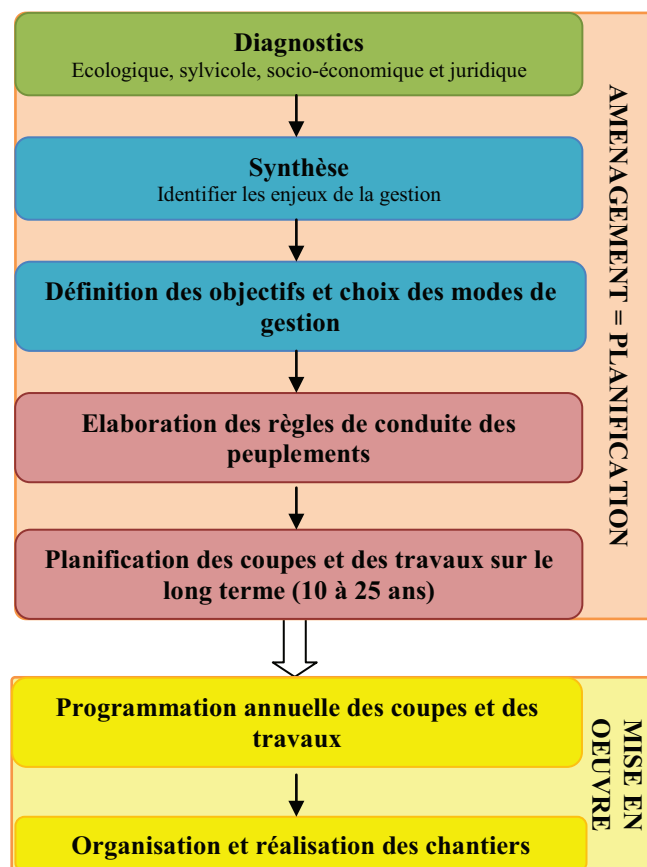 Diagnostics
Ecologique, sylvicole, socio-économique et juridique
Synthèse
Identifier les enjeux de la gestion
Définition des objectifs et choix des modes de
gestion
Elaboration des règles de conduite des
peuplements
Planification des coupes et des travaux sur le
long terme (10 à 25 ans)
AMENAGEMENT = PLANIFICATION
Programmation annuelle des coupes et des
travaux
Organisation et réalisation des chantiers
MISE EN
OEUVRE